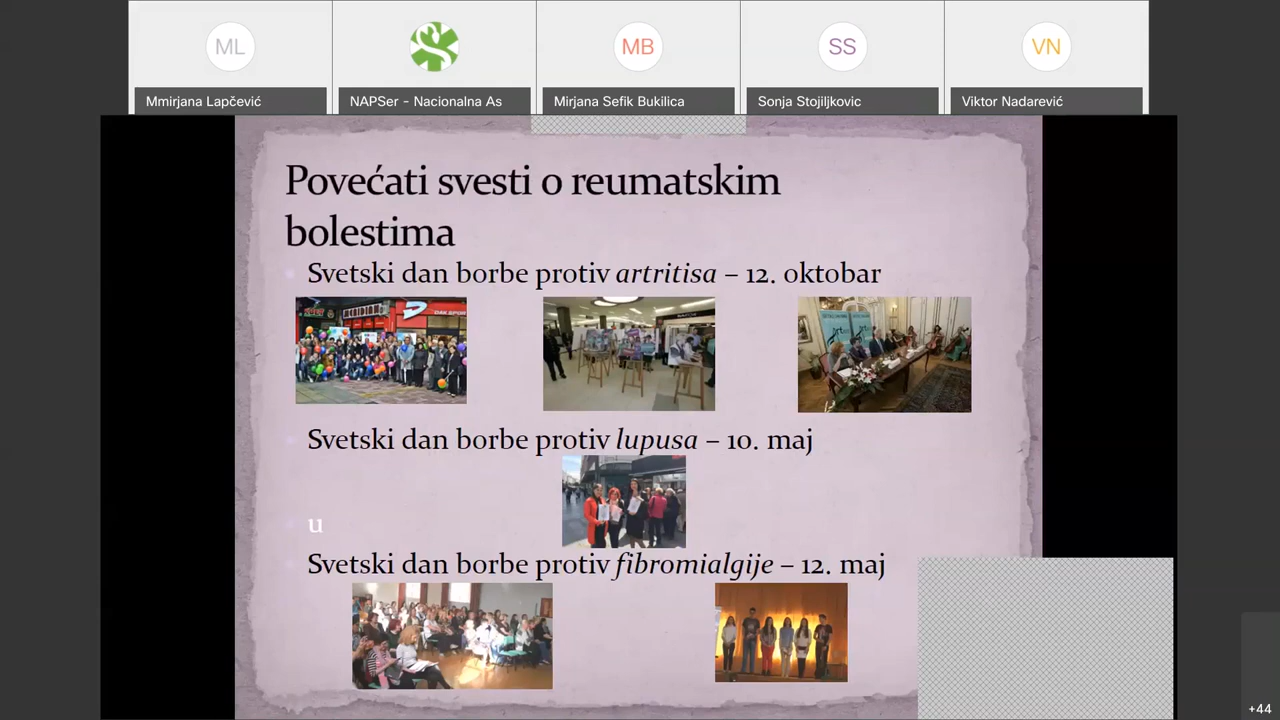 ML
MB
SS
VN
Mmirjana Lapčević
NAPSer - Nacionalna As
Mirjana Sefik Bukilica
Sonja Stojiljkovic
Viktor Nadarević
Povećati svesti o reumatskim
bolestima
Svetski dan borbe protiv artritisa – 12. oktobar
Svetski dan borbe protiv lupusa – 10. maj
u
Svetski dan borbe protiv fibromialgije – 12. maj
+44